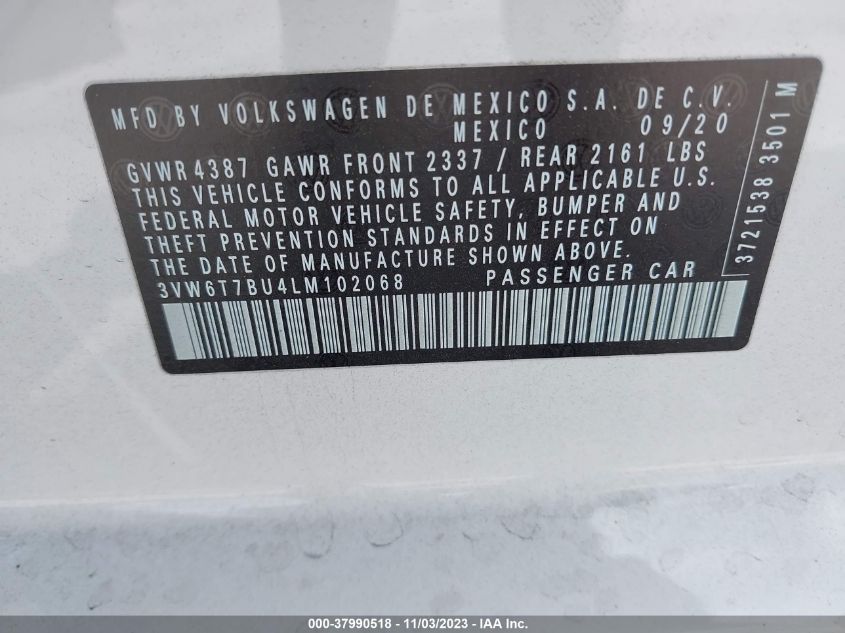 MFD BY VOLKSWAGEN DE MEXICO S.A. DE C.V.
MEXICO 09/20
GVWR 4387 GAWR FRONT 2337 / REAR 2161 LBS
THIS VEHICLE CONFORMS TO ALL APPLICABLE U.S.
FEDERAL MOTOR VEHICLE SAFETY, BUMPER AND
THEFT PREVENTION STANDARDS IN EFFECT ON
THE DATE OF MANUFACTURE SHOWN ABOVE.
3VW6T7BU4LM102068 PASSENGER CAR
3721538 3501 M
000-37990518 - 11/03/2023 - IAA Inc.